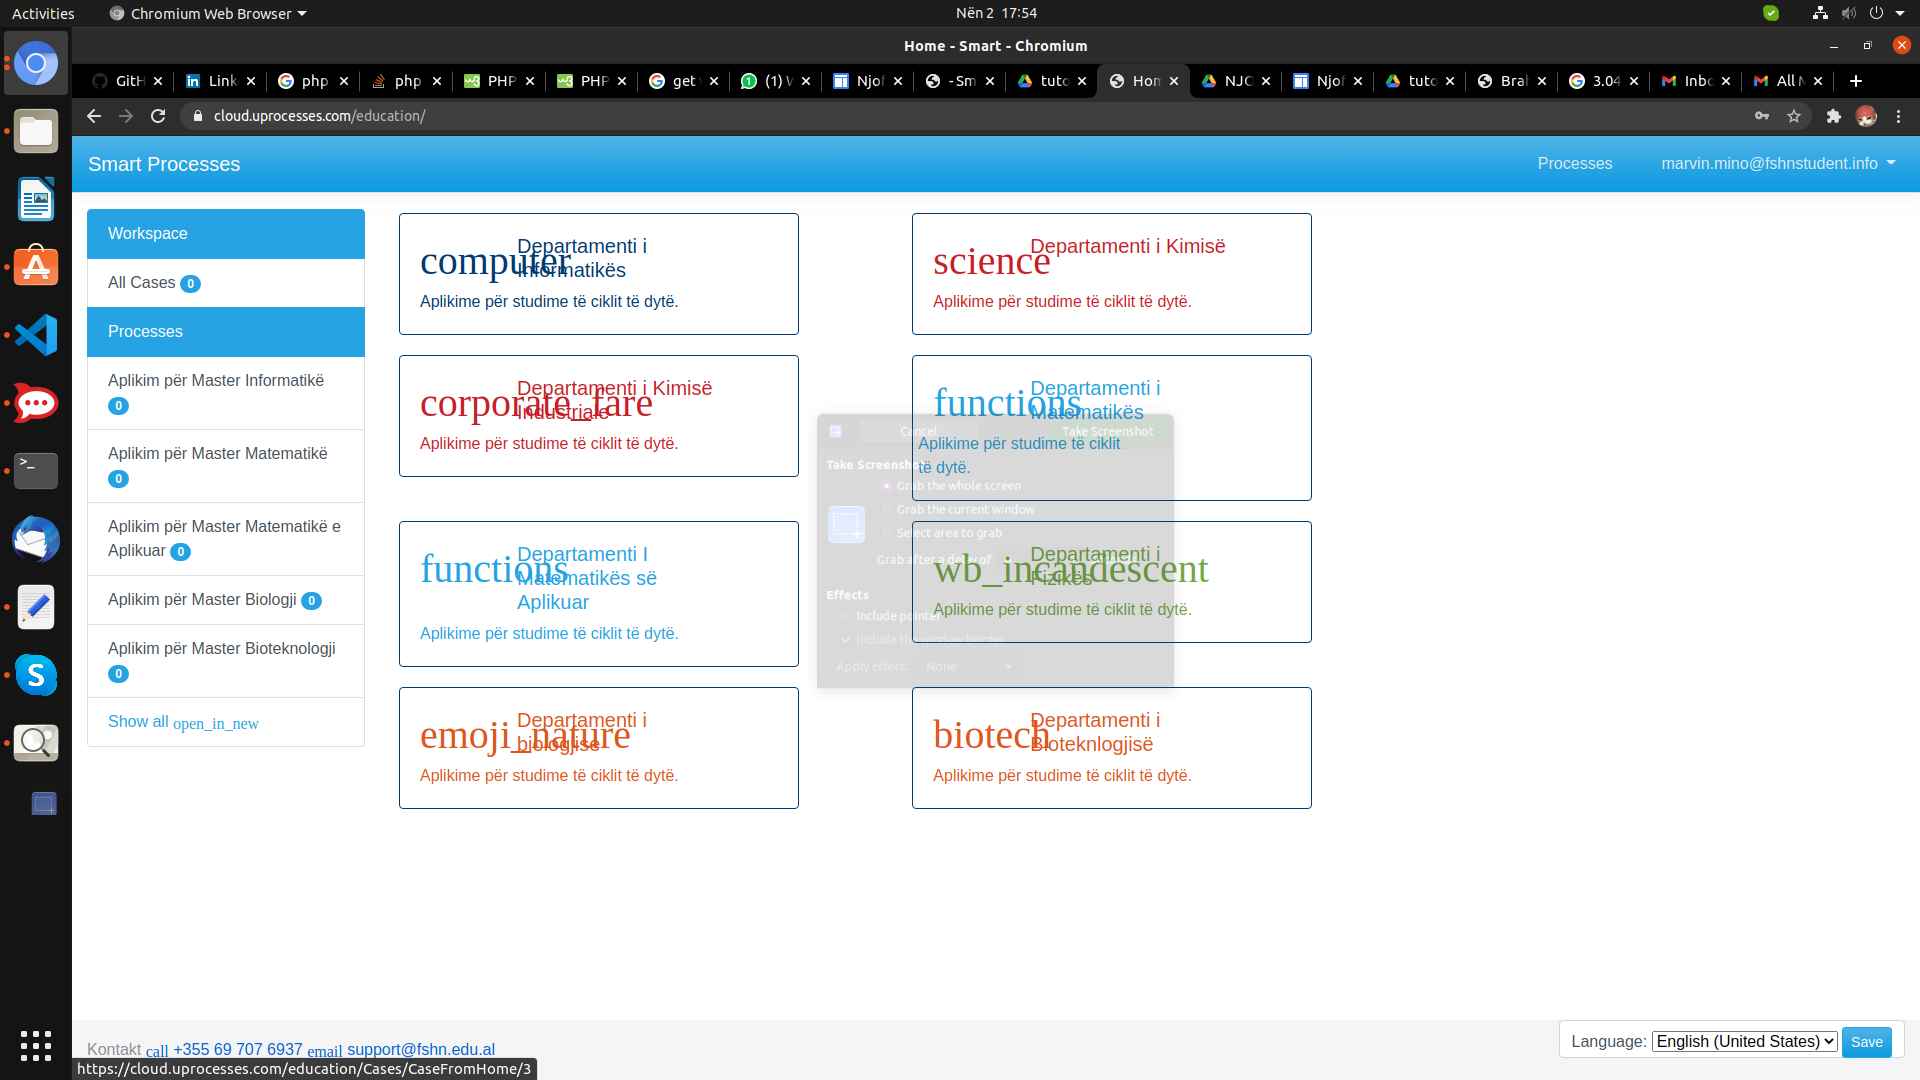 Activities
Chromium Web Browser
Nën 2 17:54
Home - Smart - Chromium
GitH
Link
php
php
PHP
PHP
get
(1)
Njof
- Sm
tuto
Hom
NJO
Njof
tuto
Bra
3.04
Inbo
All M
cloud.uprocesses.com/education/
Smart Processes
Processes
marvin.mino@fshnstudent.info
Workspace
All Cases 0
Processes
Aplikim për Master Informatikë
0
Aplikim për Master Matematikë
0
Aplikim për Master Matematikë e
Aplikuar 0
Aplikim për Master Biologji 0
Aplikim për Master Bioteknologji
0
Show all open_in_new
computer
Departamenti i
Informatikës
Aplikime për studime të ciklit të dytë.
science
Departamenti i Kimisë
Aplikime për studime të ciklit të dytë.
corporate_fare
Departamenti i Kimisë
Industriale
Aplikime për studime të ciklit të dytë.
functions
Departamenti i
Matematikës
Aplikime për studime të ciklit
të dytë.
Cancel
Take Screenshot
Take Screenshot
Grab the whole screen
Grab the current window
Select area to grab
Grab after a delay of
Effects
Include pointer
Include the window border
Apply effect:
None
functions
Departamenti I
Matematikës së
Aplikuar
Aplikime për studime të ciklit të dytë.
wb_incandescent
Departamenti i
Fizikës
Aplikime për studime të ciklit të dytë.
emoji_nature
Departamenti i
biologjisë
Aplikime për studime të ciklit të dytë.
biotech
Departamenti i
Bioteknlogjisë
Aplikime për studime të ciklit të dytë.
Kontakt call +355 69 707 6937 email support@fshn.edu.al
Language: English (United States) Save
https://cloud.uprocesses.com/education/Cases/CaseFromHome/3